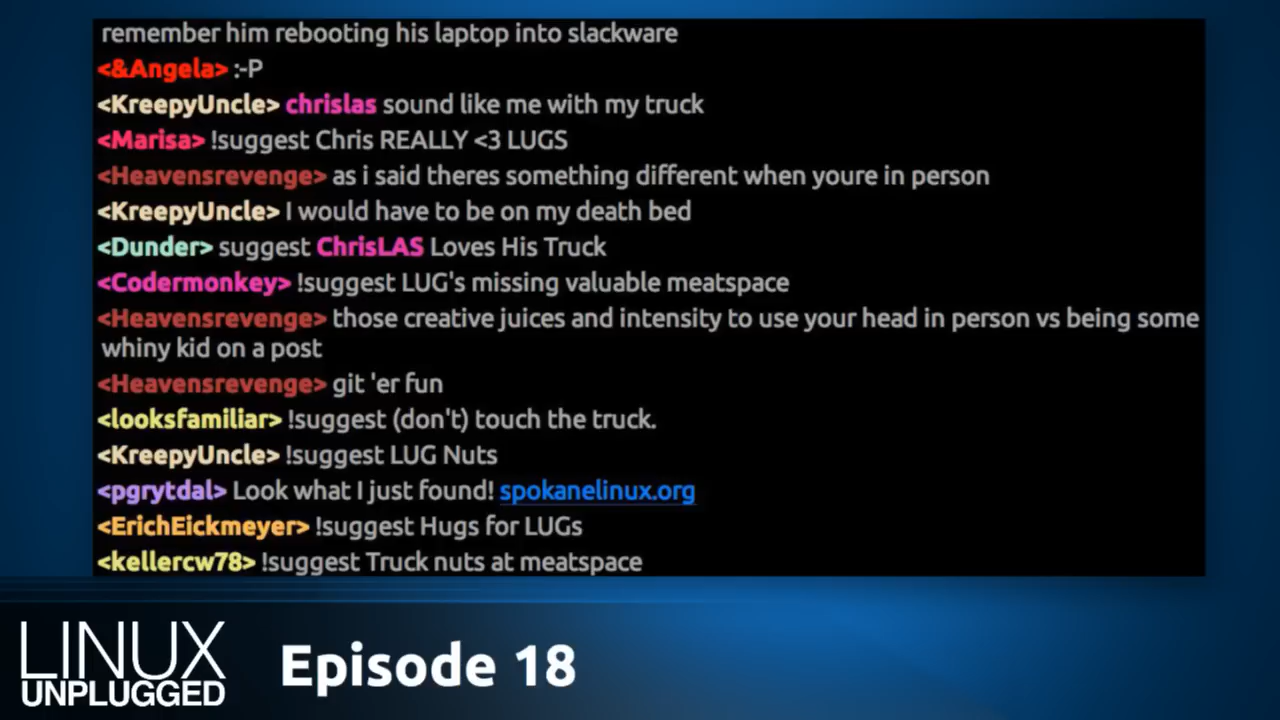 remember him rebooting his laptop into slackware
<&Angela> :-P
<KreepyUncle> chrislas sound like me with my truck
<Marisa> !suggest Chris REALLY <3 LUGS
<Heavensrevenge> as i said theres something different when youre in person
<KreepyUncle> I would have to be on my death bed
<Dunder> suggest ChrisLAS Loves His Truck
<Codermonkey> !suggest LUG's missing valuable meatspace
<Heavensrevenge> those creative juices and intensity to use your head in person vs being some
whiny kid on a post
<Heavensrevenge> git 'er fun
<looksfamiliar> !suggest (don't) touch the truck.
<KreepyUncle> !suggest LUG Nuts
<pgrytdal> Look what I just found! spokanelinux.org
<ErichEickmeyer> !suggest Hugs for LUGs
<kellercw78> !suggest Truck nuts at meatspace
LINUX
UNPLUGGED
Episode 18